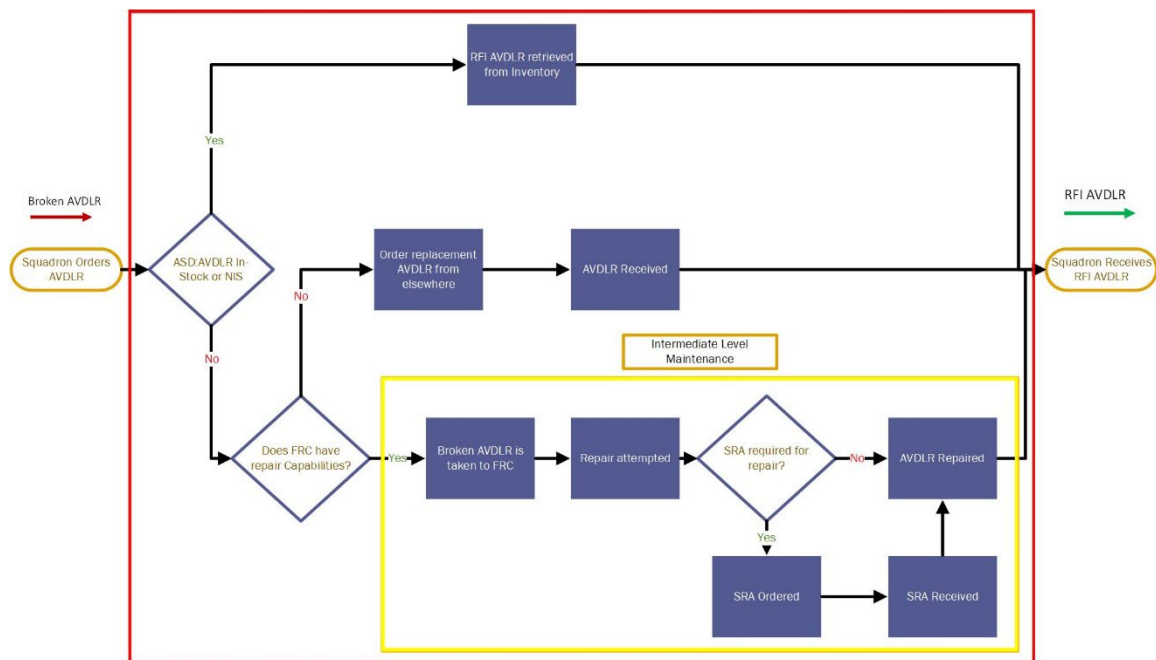 RFI AVDLR retrieved
from Inventory
Yes
Broken AVDLR
RFI AVDLR
Squadron Orders
AVDLR
ASD:AVDLR In-
Stock or NIS
Order replacement
AVDLR from
elsewhere
AVDLR Received
Squadron Receives
RFI AVDLR
No
No
Intermediate Level
Maintenance
Does FRC have
repair Capabilities?
Yes
Broken AVDLR is
taken to FRC
Repair attempted
SRA required for
repair?
No
AVDLR Repaired
Yes
SRA Ordered
SRA Received